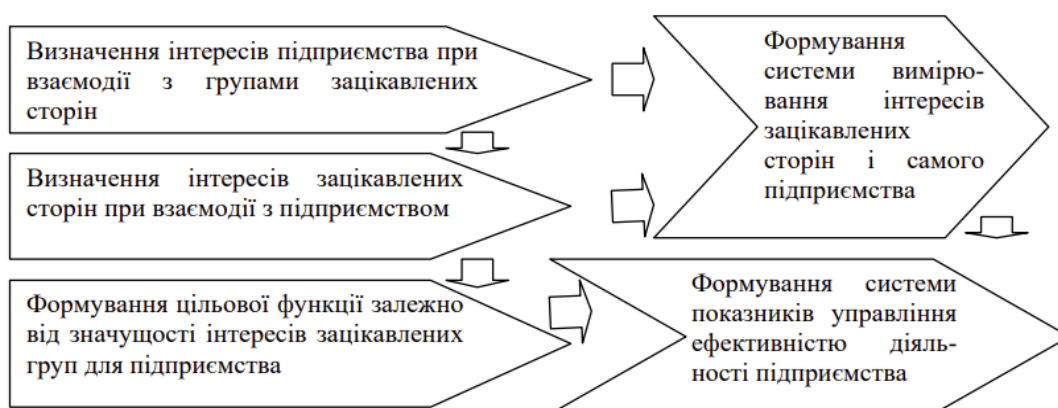 Визначення інтересів підприємства при
взаємодії з групами зацікавлених
сторін
Формування
системи вимірю-
вання інтересів
зацікавлених
сторін і самого
підприємства
Визначення інтересів зацікавлених
сторін при взаємодії з підприємством
Формування цільової функції залежно
від значущості інтересів зацікавлених
груп для підприємства
Формування системи
показників управління
ефективністю діяль-
ності підприємства